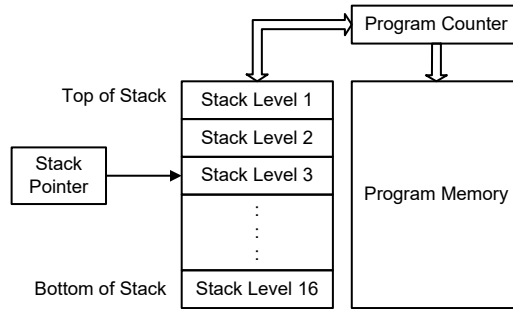 Program Counter
Top of Stack
Stack Level 1
Stack Level 2
Stack
Pointer
Stack Level 3
Program Memory
:
:
:
Bottom of Stack
Stack Level 16